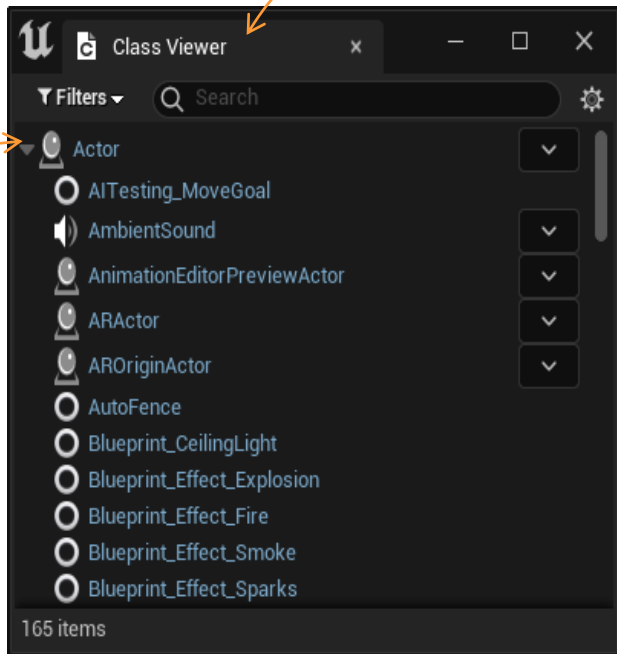 Class Viewer
Filters Search
Actor
AITesting_MoveGoal
AmbientSound
AnimationEditorPreviewActor
ARActor
AROriginActor
AutoFence
Blueprint_CeilingLight
Blueprint_Effect_Explosion
Blueprint_Effect_Fire
Blueprint_Effect_Smoke
Blueprint_Effect_Sparks
165 items